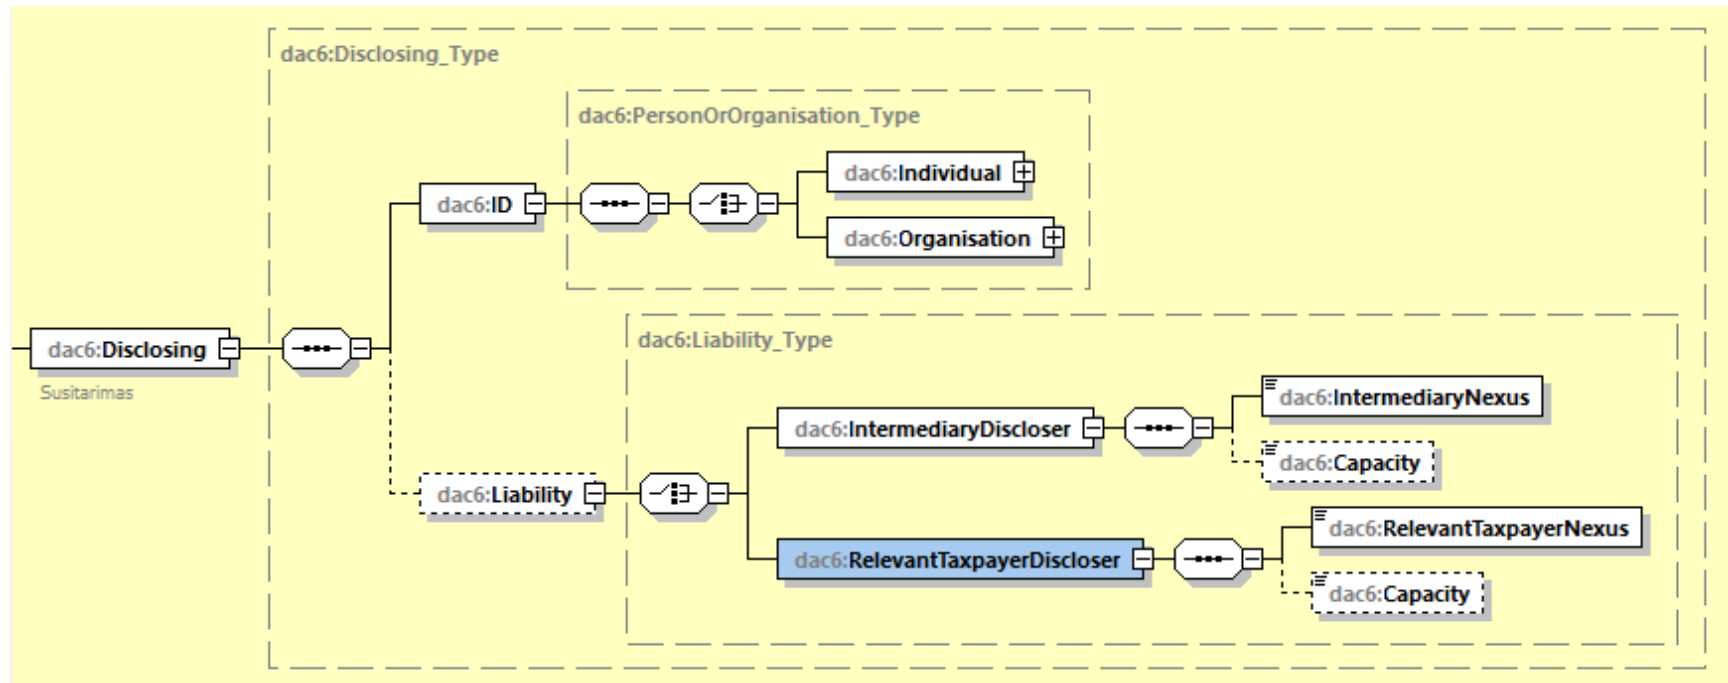 dac6:Disclosing_Type
dac6:PersonOrOrganisation_Type
dac6:Individual
dac6:ID
dac6:Organisation
dac6:Disclosing
Susitarimas
dac6:Liability_Type
dac6:IntermediaryNexus
dac6:IntermediaryDiscloser
dac6:Capacity
dac6:Liability
dac6:RelevantTaxpayerNexus
dac6:RelevantTaxpayerDiscloser
dac6:Capacity